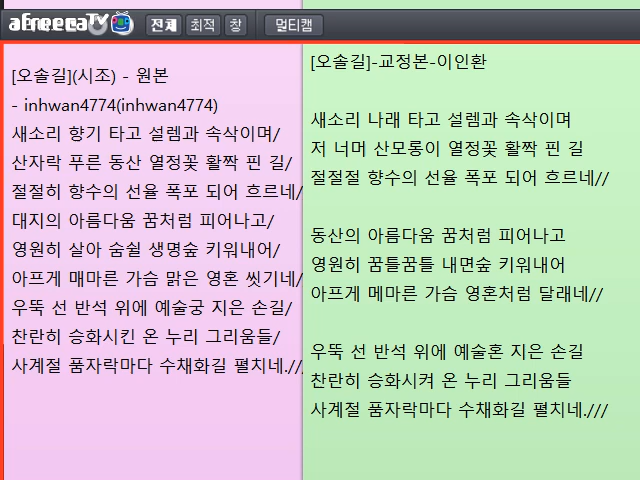 afreecaTV
전체 최적 창 멀티캠
[오솔길](시조) - 원본
- inhwan4774(inhwan4774)
새소리 향기 타고 설렘과 속삭이며/
산자락 푸른 동산 열정꽃 활짝 핀 길/
절절히 향수의 선율 폭포 되어 흐르네/
대지의 아름다움 꿈처럼 피어나고/
영원히 살아 숨쉴 생명숲 키워내어/
아프게 매마른 가슴 맑은 영혼 씻기네/
우뚝 선 반석 위에 예술궁 지은 손길/
찬란히 승화시킨 온 누리 그리움들/
사계절 품자락마다 수채화길 펼치네.//
[오솔길]-교정본-이인환
새소리 나래 타고 설렘과 속삭이며
저 너머 산모롱이 열정꽃 활짝 핀 길
절절절 향수의 선율 폭포 되어 흐르네//
동산의 아름다움 꿈처럼 피어나고
영원히 꿈틀꿈틀 내면숲 키워내어
아프게 메마른 가슴 영혼처럼 달래네//
우뚝 선 반석 위에 예술혼 지은 손길
찬란히 승화시켜 온 누리 그리움들
사계절 품자락마다 수채화길 펼치네.///